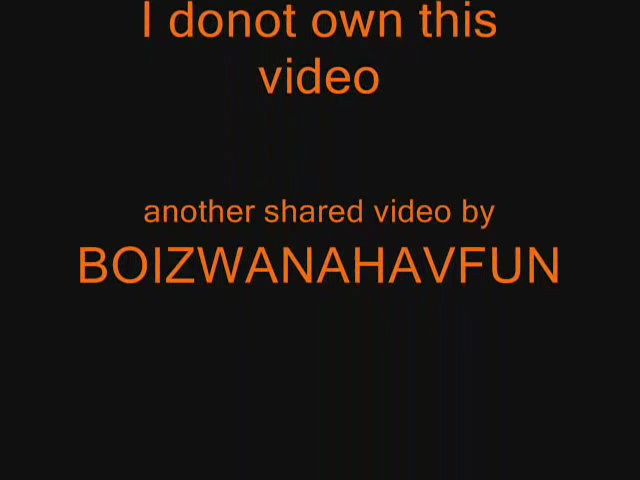 I donot own this
video
another shared video by
BOIZWANAHAVFUN